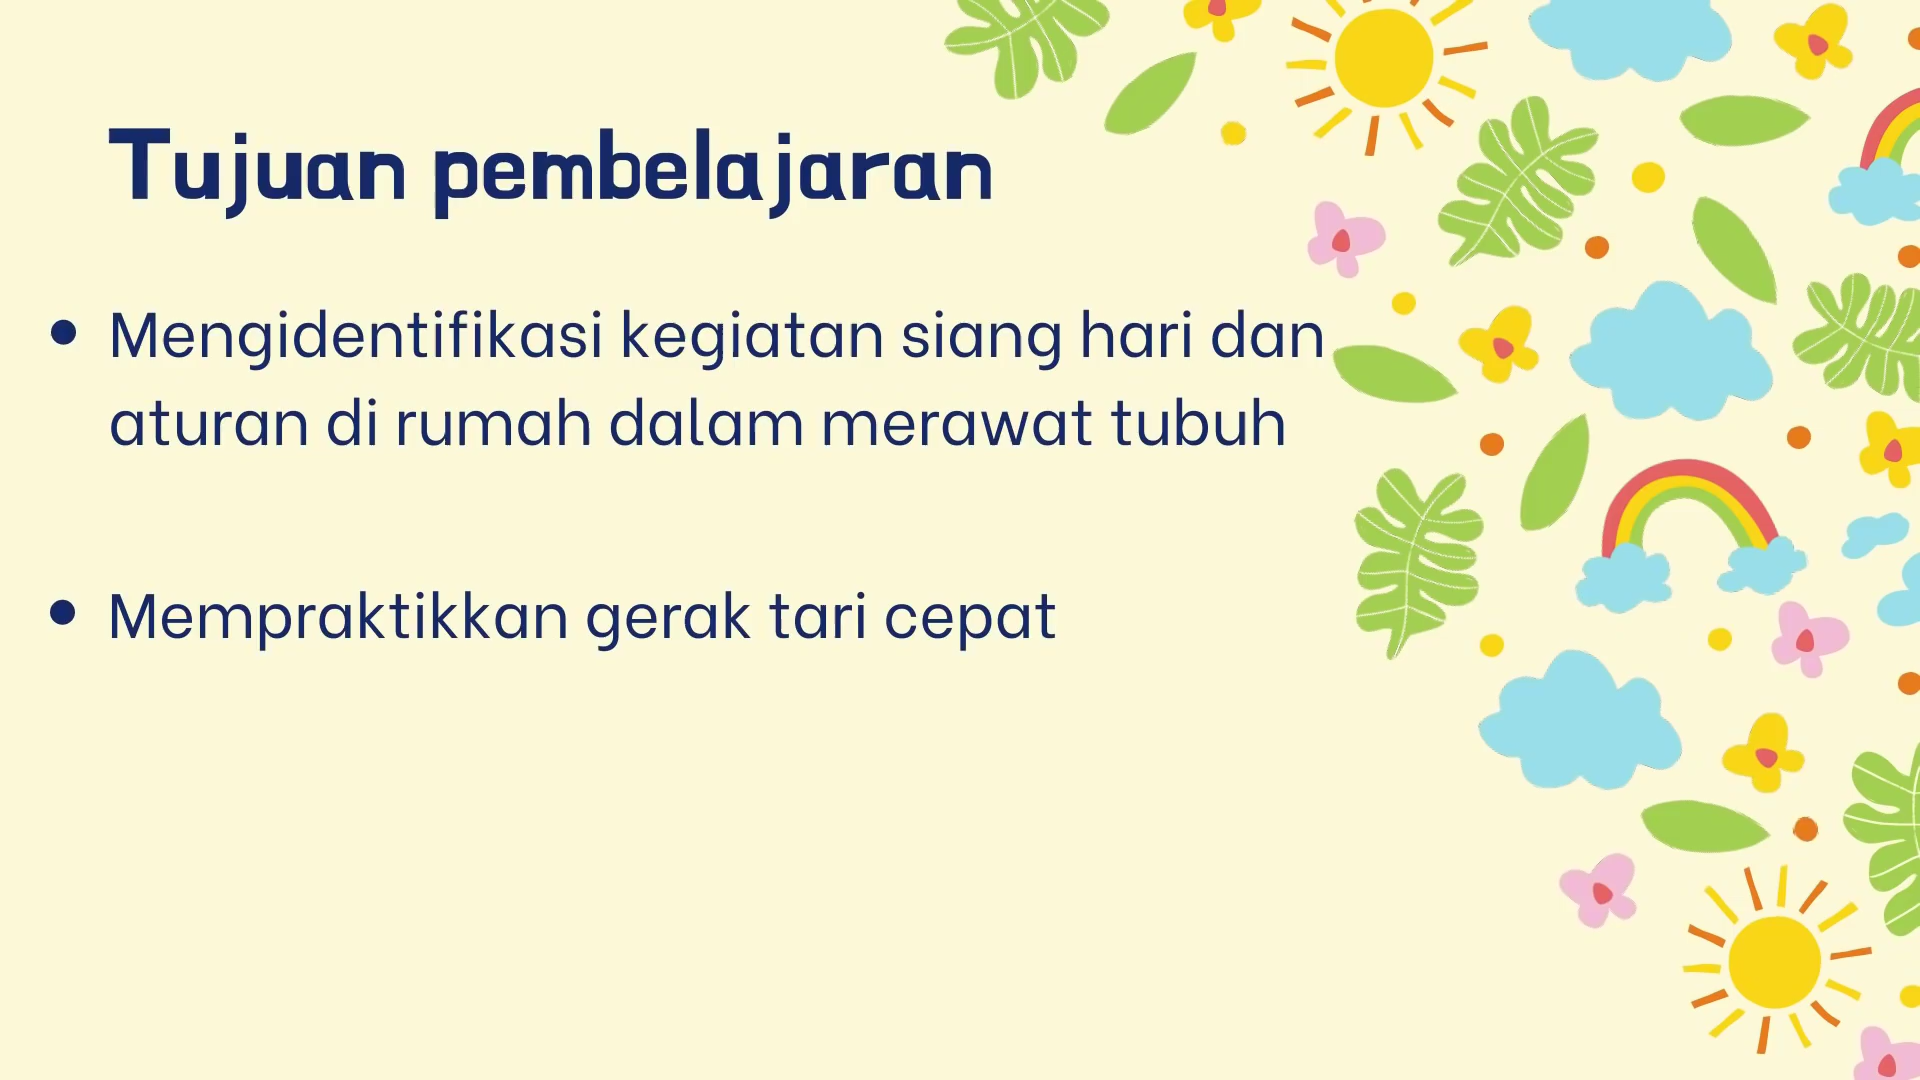 Tujuan pembelajaran
• Mengidentifikasi kegiatan siang hari dan
aturan di rumah dalam merawat tubuh
• Mempraktikkan gerak tari cepat